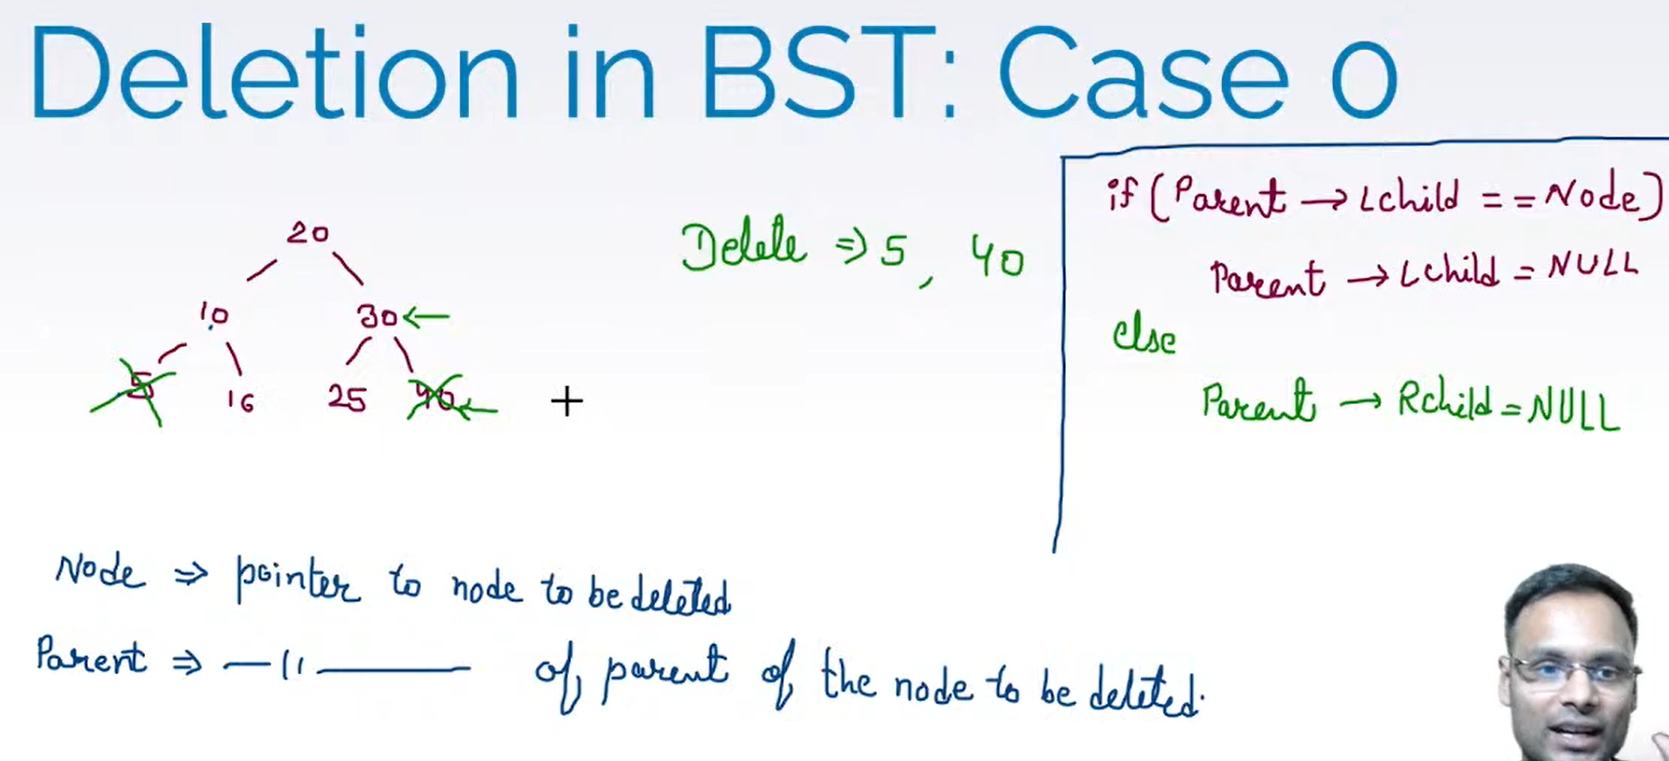 Deletion in BST: Case 0
20
10 30 ←
5 16 25 40 ←
Delete ⇒ 5, 40
if (Parent → Lchild == Node)
Parent → Lchild = NULL
else
Parent → Rchild = NULL
Node ⇒ pointer to node to be deleted
Parent ⇒ —〃— of parent of the node to be deleted.